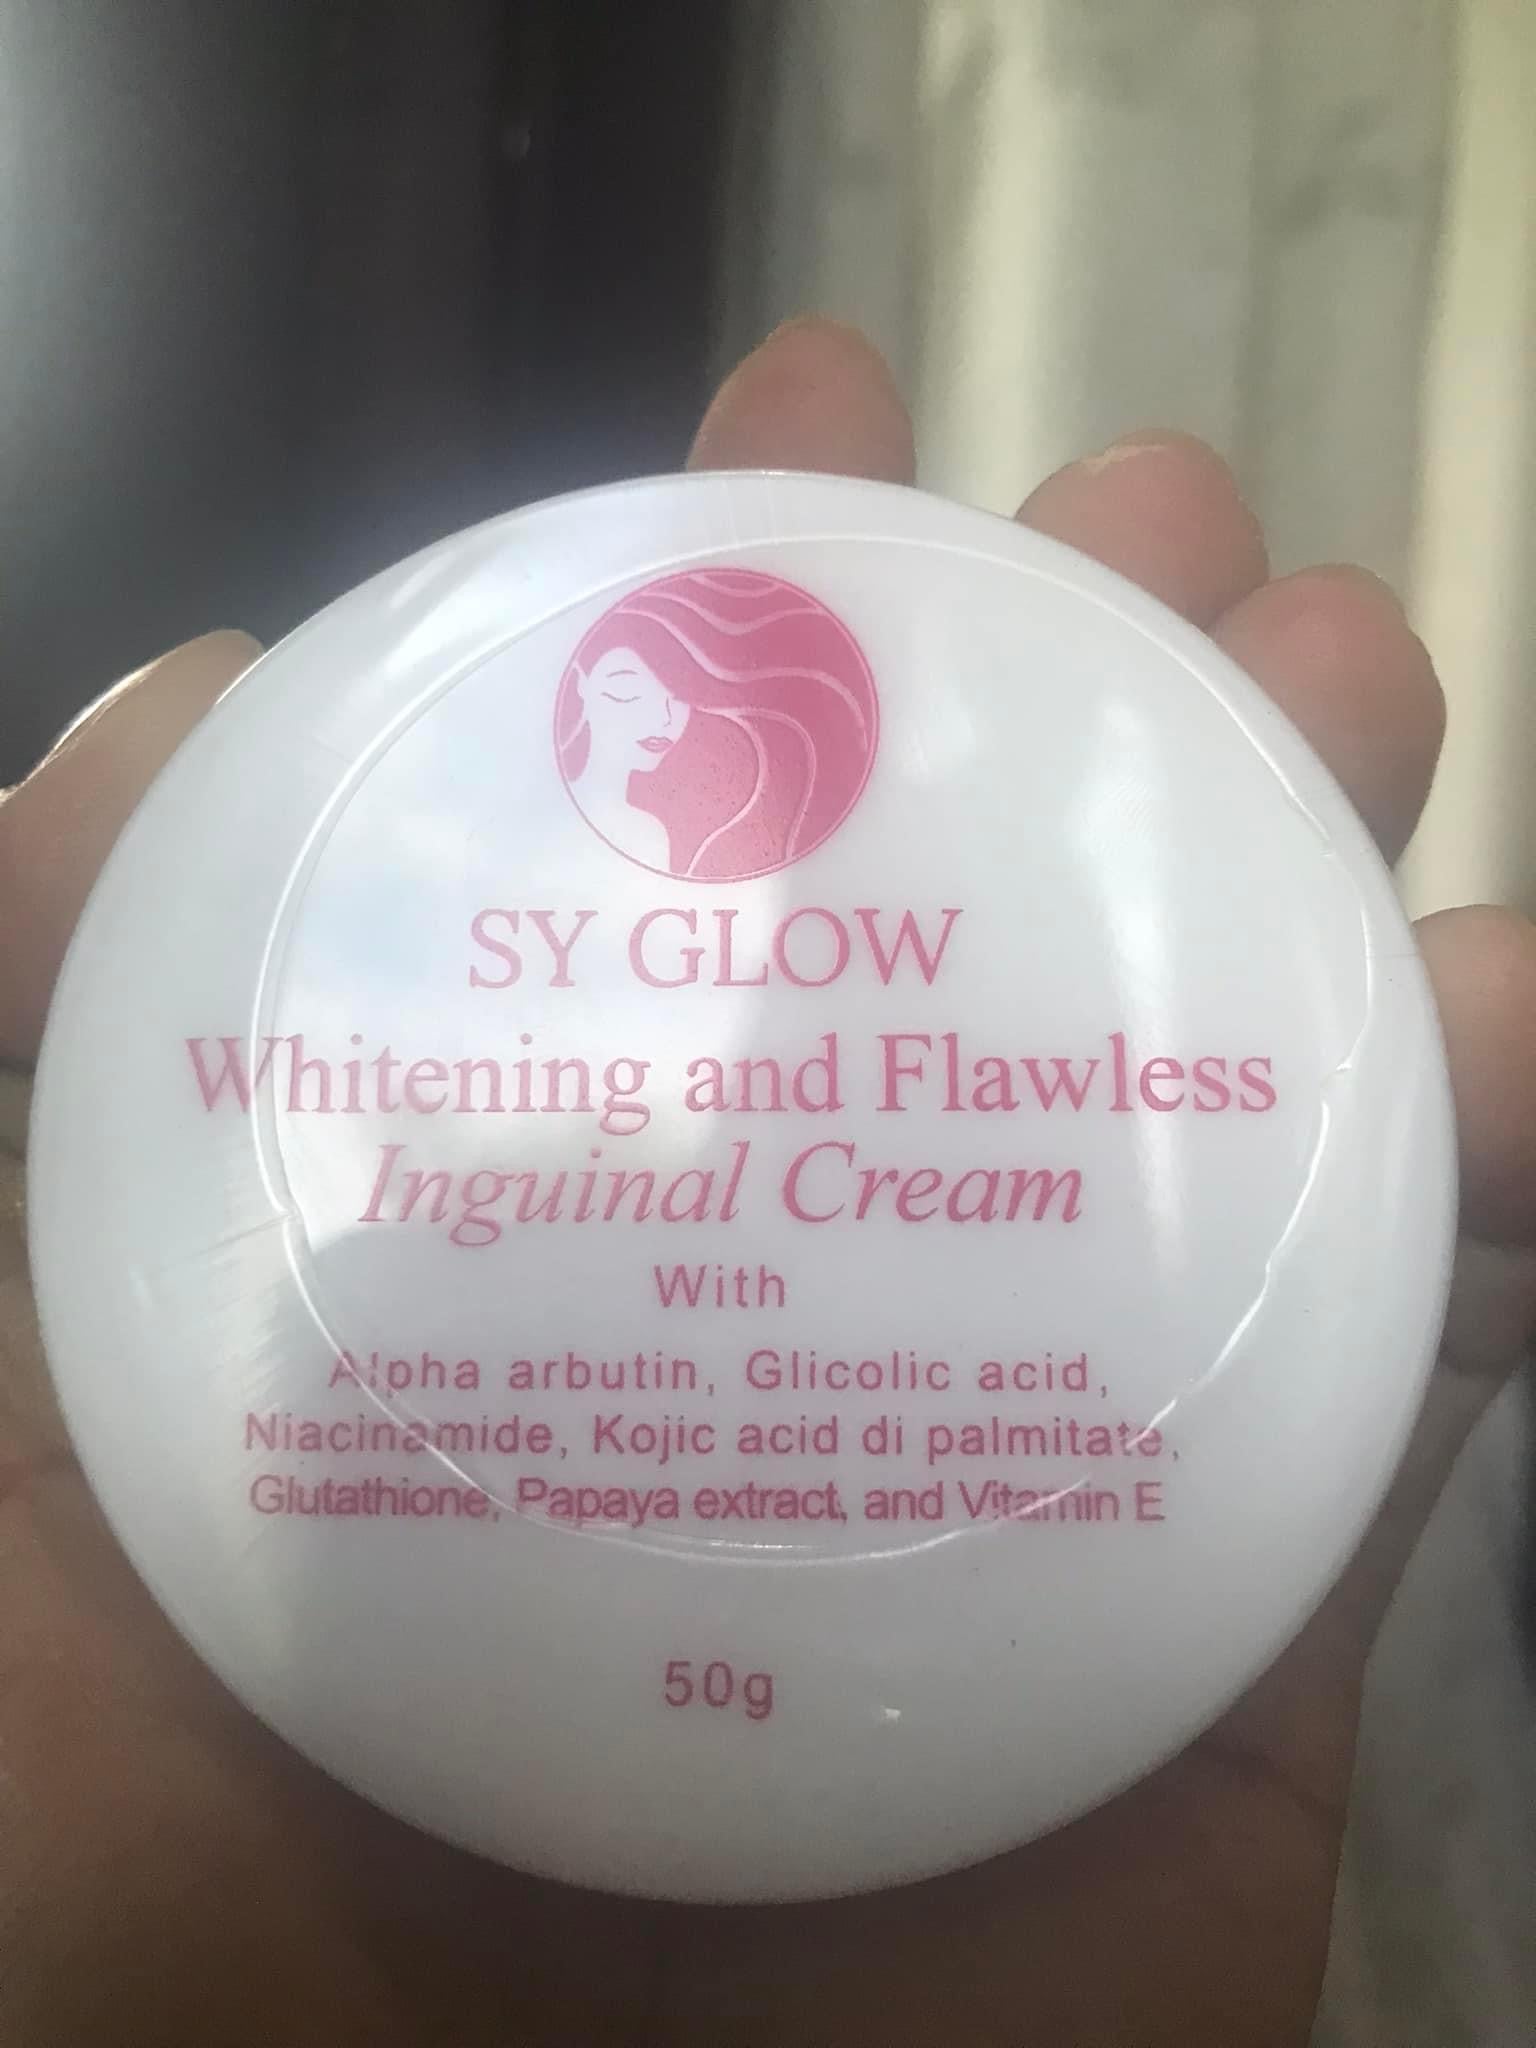 SY GLOW
Whitening and Flawless
Inguinal Cream
With
Alpha arbutin, Glicolic acid,
Niacinamide, Kojic acid di palmitate,
Glutathione, Papaya extract, and Vitamin E
50g